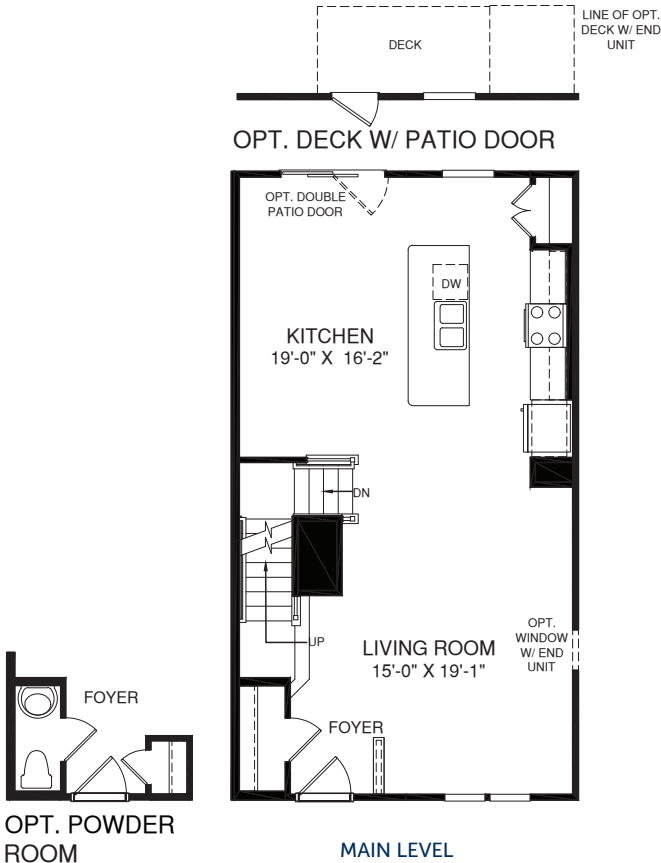 DECK
LINE OF OPT.
DECK W/ END
UNIT
OPT. DECK W/ PATIO DOOR
OPT. DOUBLE
PATIO DOOR
DW
KITCHEN
19'-0" X 16'-2"
DN
UP
OPT.
WINDOW
W/ END
UNIT
LIVING ROOM
15'-0" X 19'-1"
FOYER
FOYER
OPT. POWDER
ROOM
MAIN LEVEL